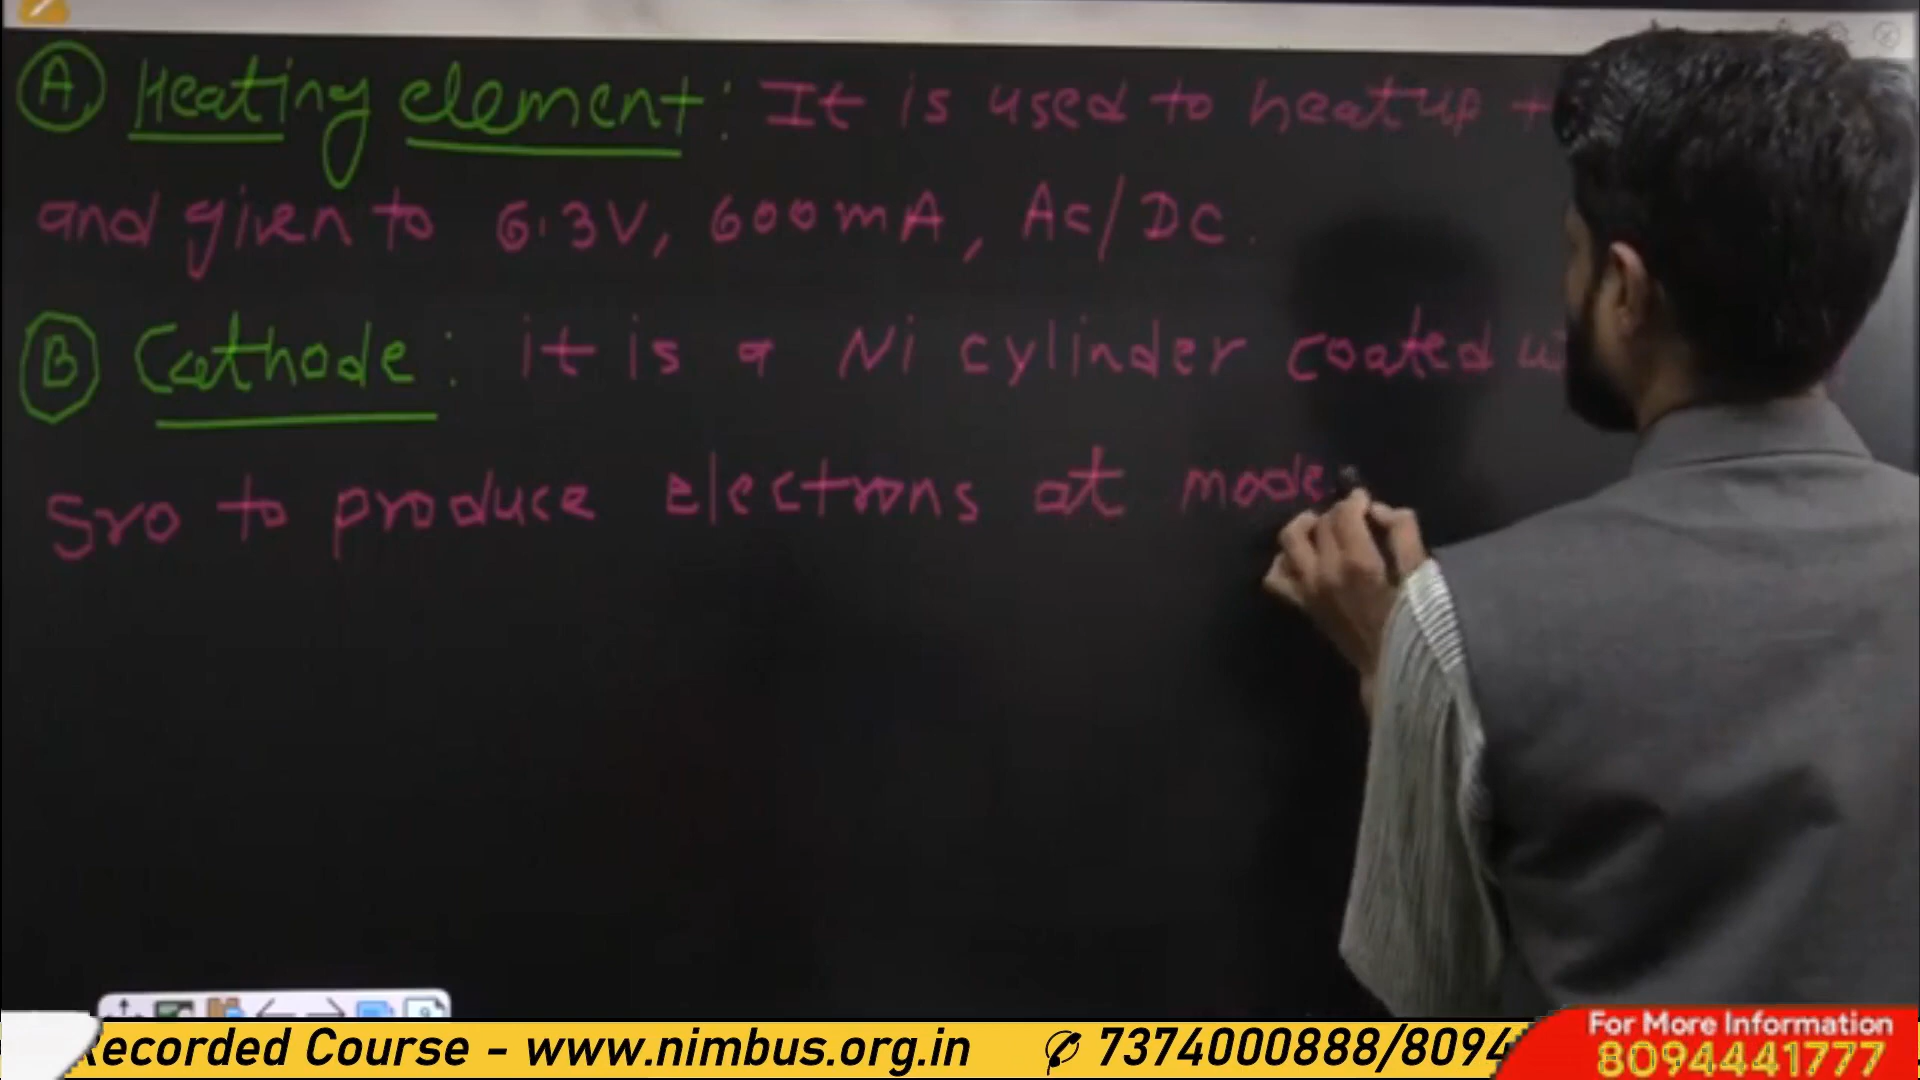 A Heating element: It is used to heatup
and given to 6.3V, 600mA, AC/DC.
B Cathode: it is a Ni cylinder coated
Sro to produce electrons at mode
Recorded Course - www.nimbus.org.in ✆ 7374000888/8094
For More Information
8094441777